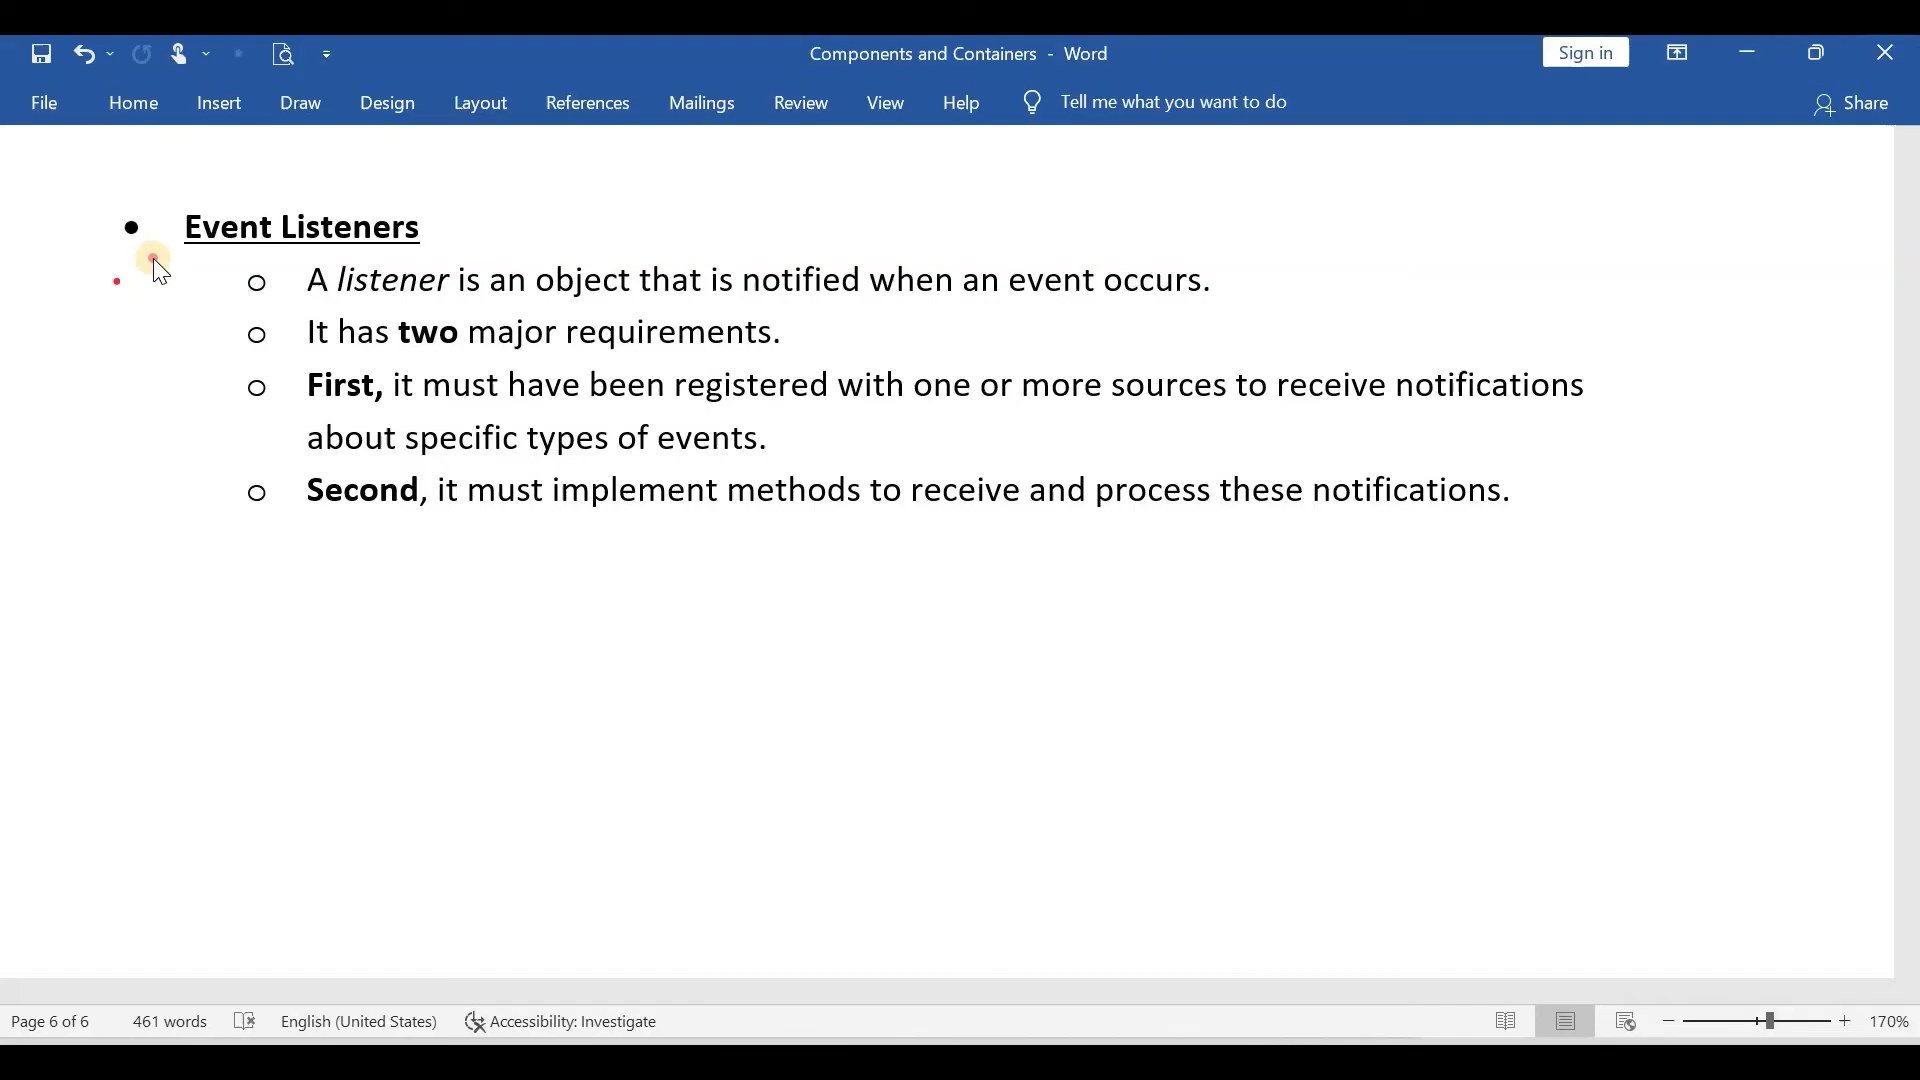 Components and Containers - Word
Sign in
File Home Insert Draw Design Layout References Mailings Review View Help Tell me what you want to do Share
• Event Listeners
o A listener is an object that is notified when an event occurs.
o It has two major requirements.
o First, it must have been registered with one or more sources to receive notifications
about specific types of events.
o Second, it must implement methods to receive and process these notifications.
Page 6 of 6 461 words English (United States) Accessibility: Investigate 170%